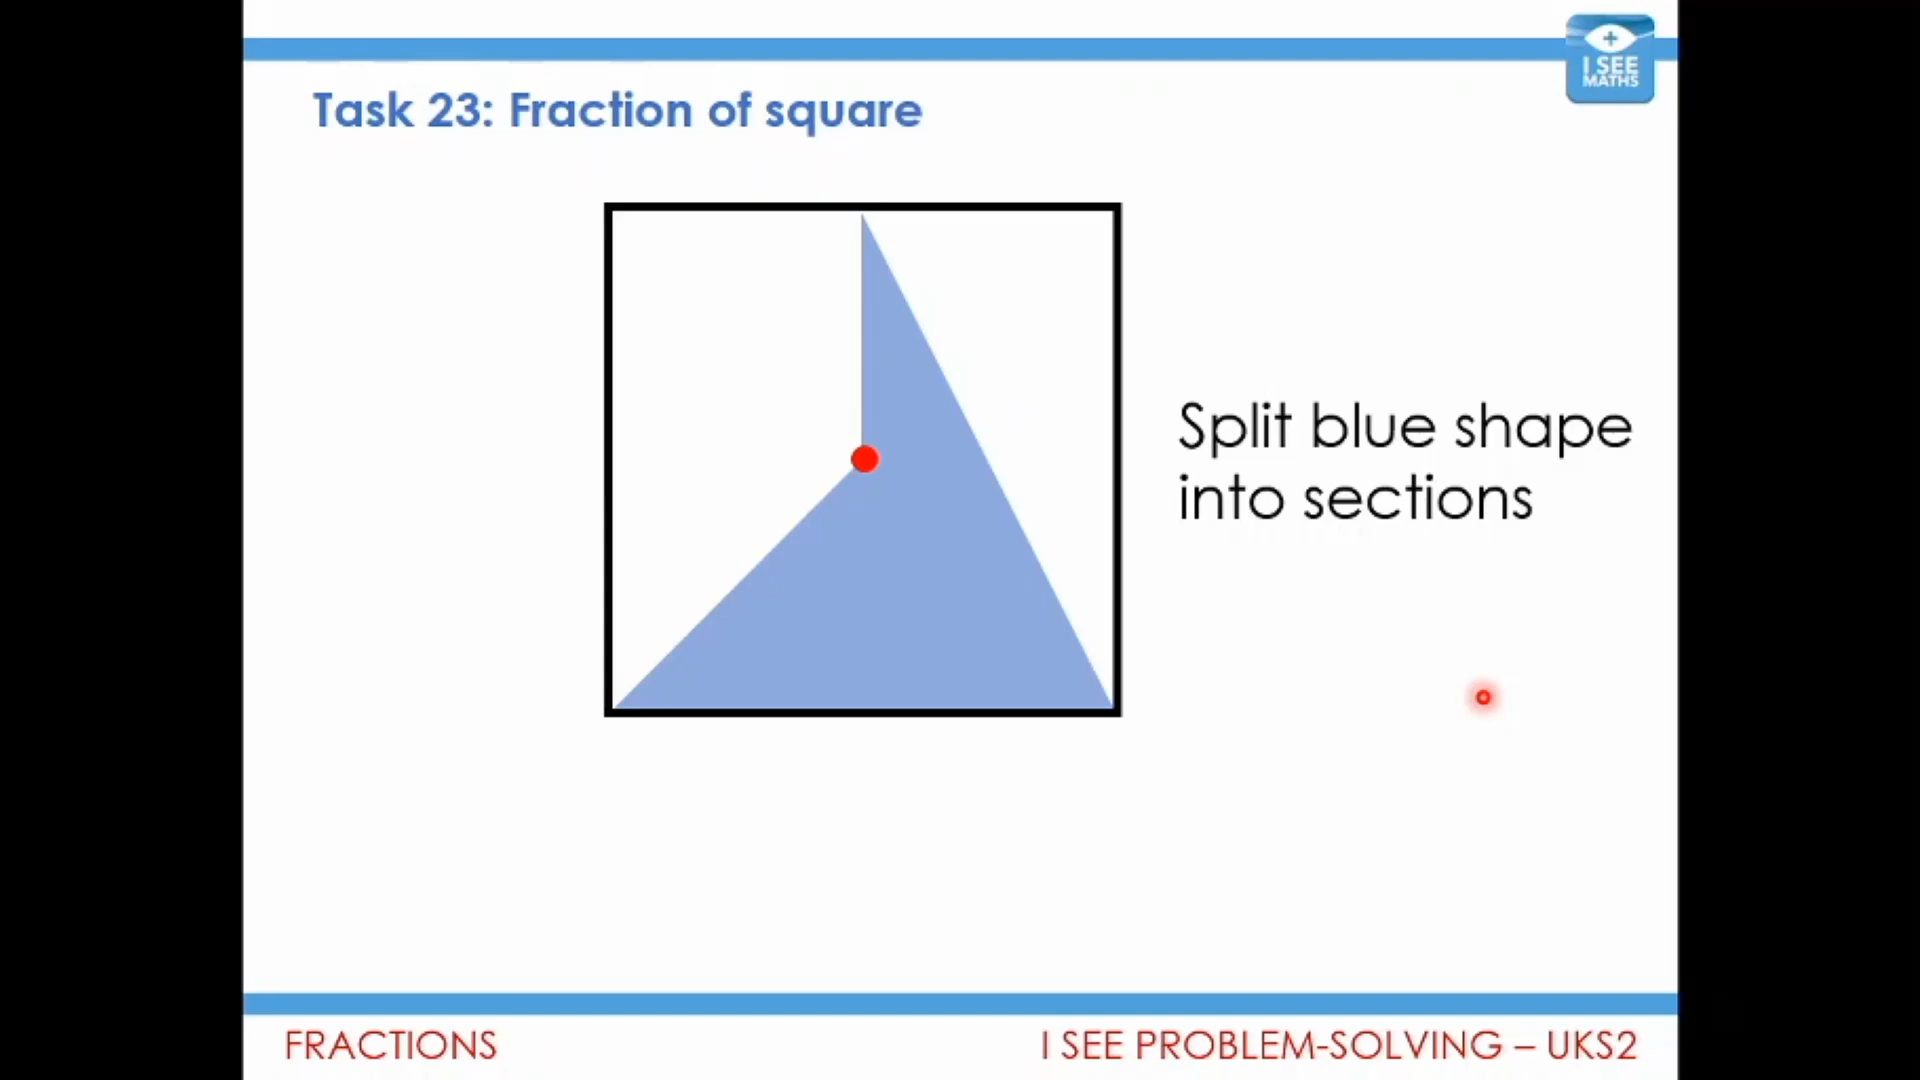 +
I SEE
MATHS
Task 23: Fraction of square
Split blue shape
into sections
FRACTIONS
I SEE PROBLEM-SOLVING – UKS2